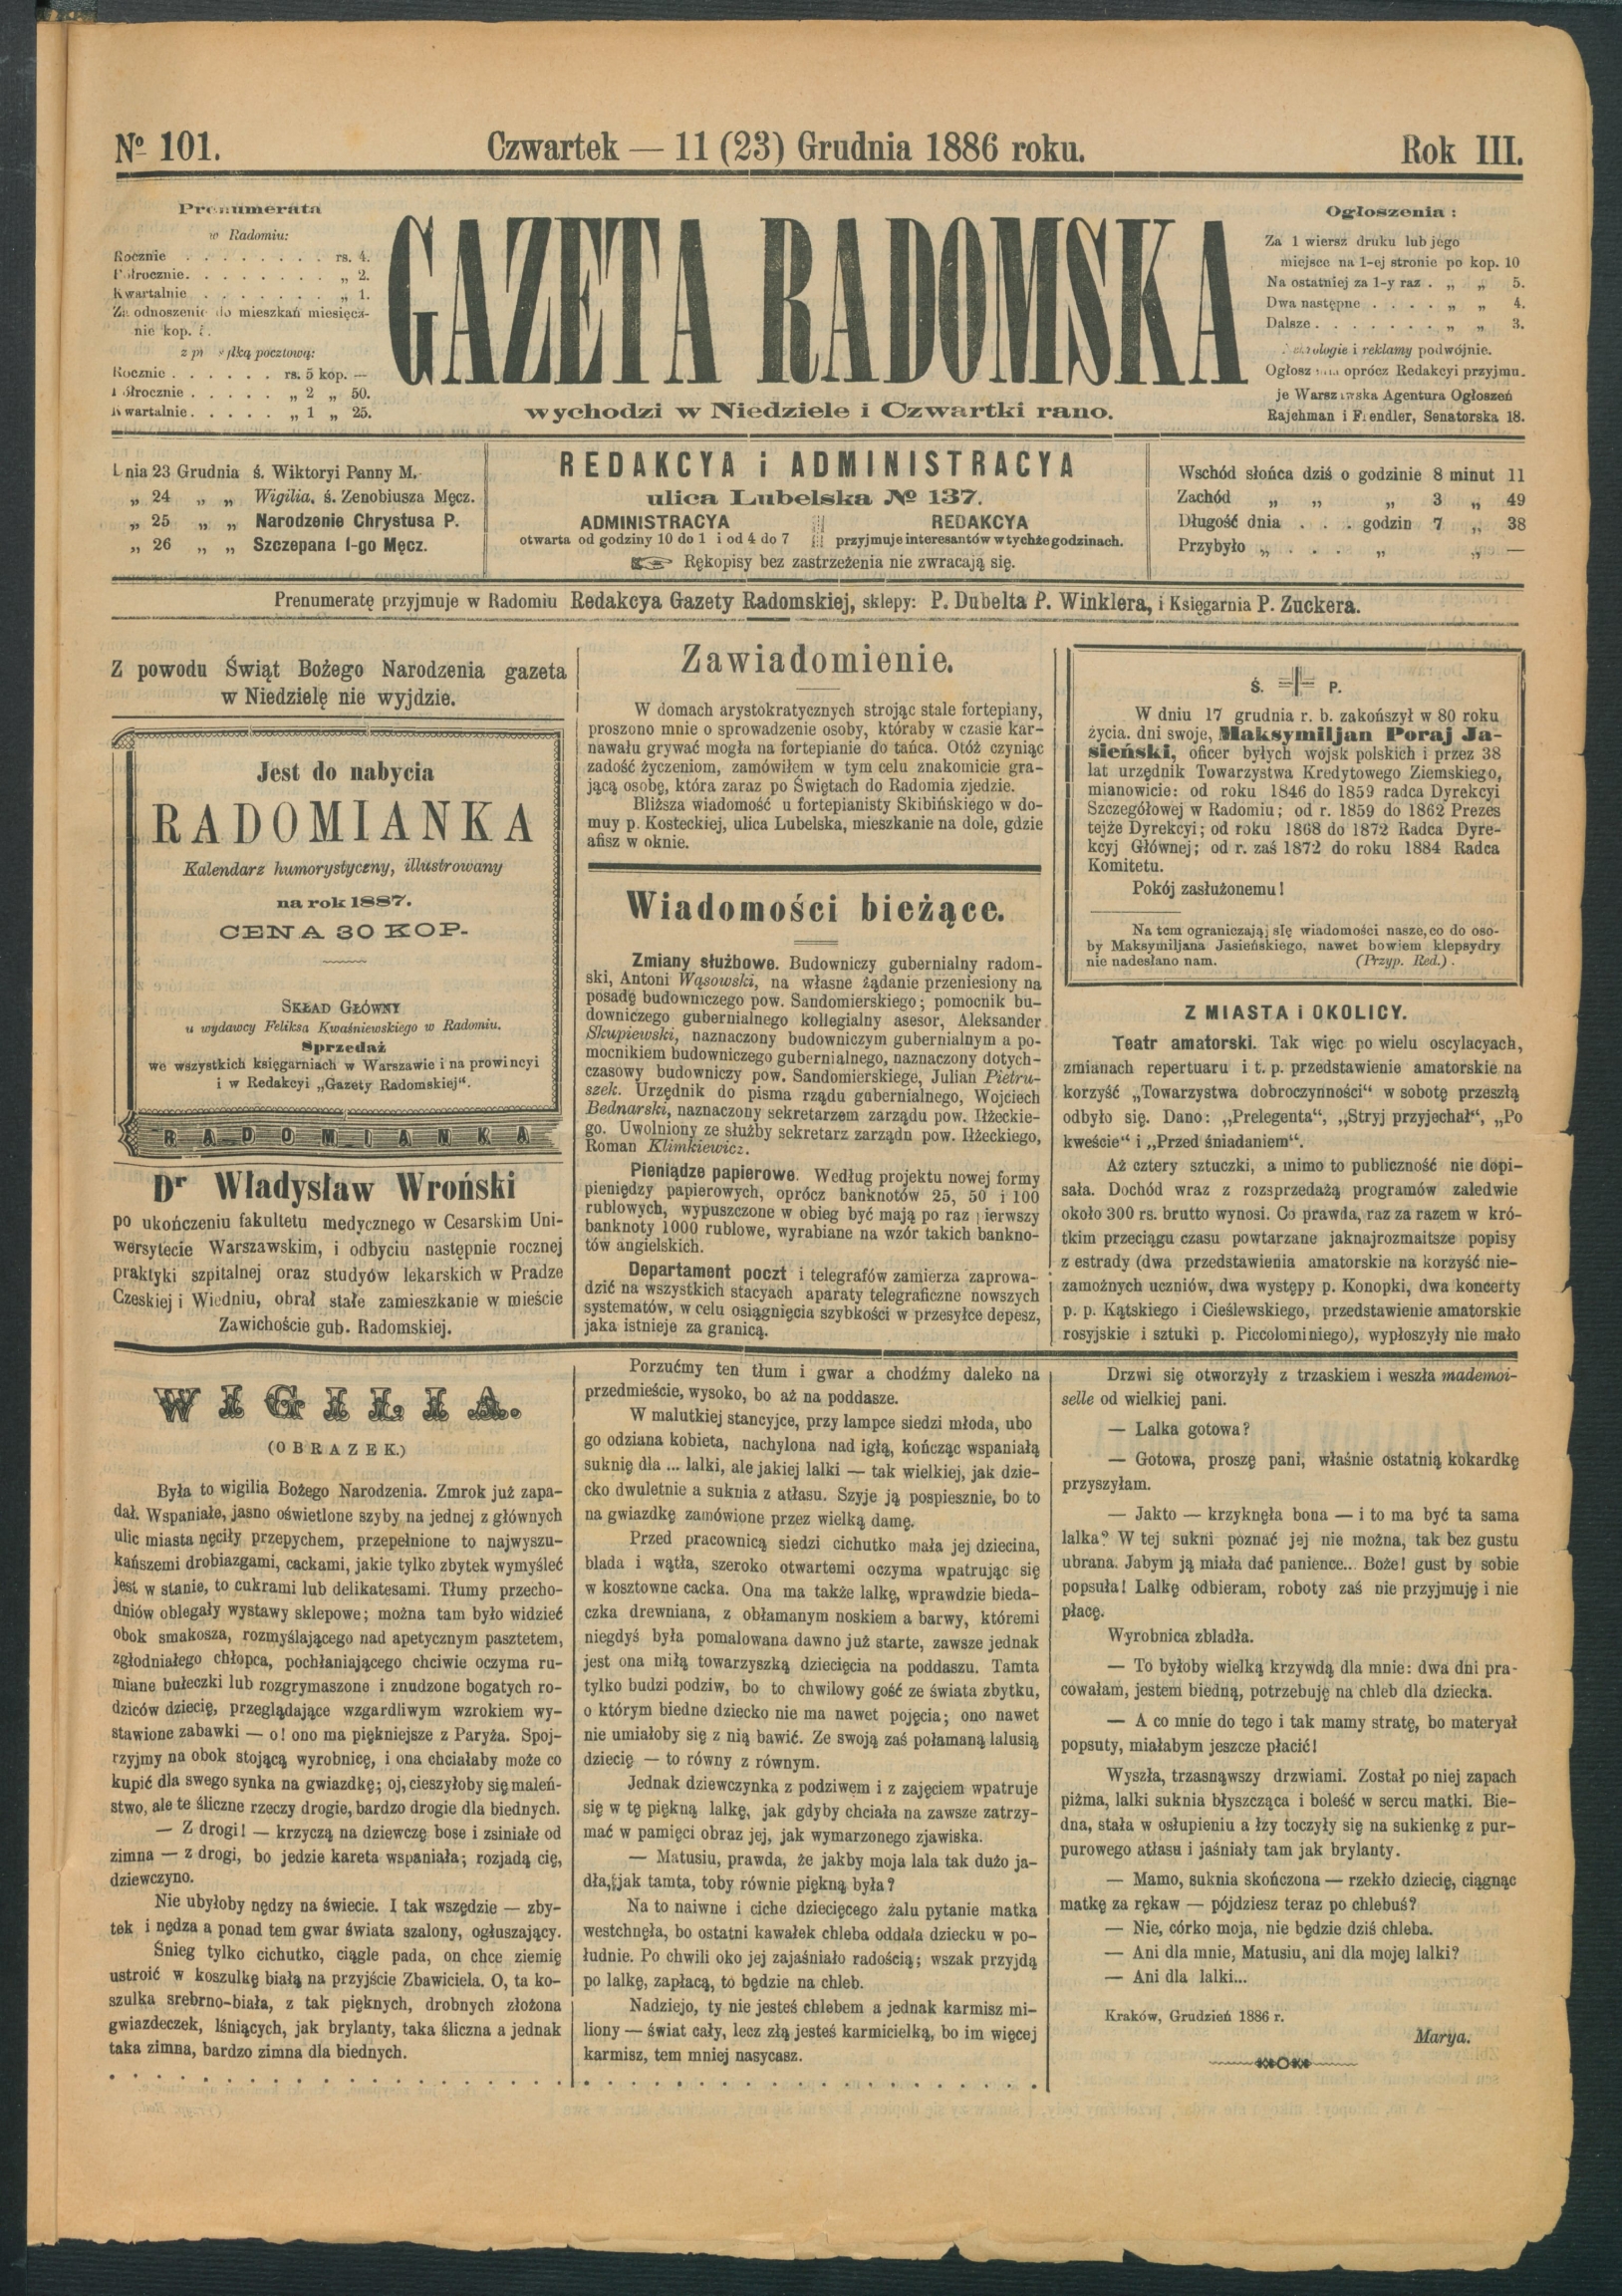 № 101.
Czwartek — 11 (23) Grudnia 1886 roku.
Rok III.
Prenumerata
w Radomiu:
Rocznie . . . . . . . . rs. 4.
Półrocznie. . . . . . . . „ 2.
Kwartalnie . . . . . . . „ 1.
Za odnoszenie do mieszkań miesięcz-
nie kop.
z przesyłką pocztową:
Rocznie . . . . . . rs. 5 kop. —
Półrocznie . . . . . „ 2 „ 50.
Kwartalnie . . . . . „ 1 „ 25.
GAZETA RADOMSKA
wychodzi w Niedziele i Czwartki rano.
Ogłoszenia :
Za 1 wiersz druku lub jego
miejsce na 1-ej stronie po kop. 10
Na ostatniej za 1-y raz . „ „ 5.
Dwa następne . . . . „ „ 4.
Dalsze . . . . . . . „ „ 3.
Nekrologie i reklamy podwójnie.
Ogłoszenia oprócz Redakcyi przyjmu.
je Warszawska Agentura Ogłoszeń
Rajchman i Frendler, Senatorska 18.
Dnia 23 Grudnia ś. Wiktoryi Panny M.
„ 24 „ „ Wigilia. ś. Zenobiusza Męcz.
„ 25 „ „ Narodzenie Chrystusa P.
„ 26 „ „ Szczepana I-go Męcz.
REDAKCYA i ADMINISTRACYA
ulica Lubelska № 137.
ADMINISTRACYA
otwarta od godziny 10 do 1 i od 4 do 7
REDAKCYA
przyjmuje interesantów w tychże godzinach.
Rękopisy bez zastrzeżenia nie zwracają się.
Wschód słońca dziś o godzinie 8 minut 11
Zachód „ „ „ 3 „ 49
Długość dnia . . . godzin 7 „ 38
Przybyło „ . . . „ „ —
Prenumeratę przyjmuje w Radomiu Redakcya Gazety Radomskiej, sklepy: P. Dubelta P. Winklera, i Księgarnia P. Zuckera.
Z powodu Świąt Bożego Narodzenia gazeta
w Niedzielę nie wyjdzie.
Jest do nabycia
RADOMIANKA
Kalendarz humorystyczny, illustrowany
na rok 1887.
CENA 30 KOP.
SKŁAD GŁÓWNY
u wydawcy Feliksa Kwaśniewskiego w Radomiu.
Sprzedaż
we wszystkich księgarniach w Warszawie i na prowincyi
i w Redakcyi „Gazety Radomskiej“.
RADOMIANKA
Dr Władysław Wroński
po ukończeniu fakultetu medycznego w Cesarskim Uni-
wersytecie Warszawskim, i odbyciu następnie rocznej
praktyki szpitalnej oraz studyów lekarskich w Pradze
Czeskiej i Wiedniu, obrał stałe zamieszkanie w mieście
Zawichoście gub. Radomskiej.
Zawiadomienie.
W domach arystokratycznych strojąc stale fortepiany,
proszono mnie o sprowadzenie osoby, któraby w czasie kar-
nawału grywać mogła na fortepianie do tańca. Otóż czyniąc
zadość życzeniom, zamówiłem w tym celu znakomicie gra-
jącą osobę, która zaraz po Świętach do Radomia zjedzie.
Bliższa wiadomość u fortepianisty Skibińskiego w do-
muy p. Kosteckiej, ulica Lubelska, mieszkanie na dole, gdzie
afisz w oknie.
Wiadomości bieżące.
Zmiany służbowe. Budowniczy gubernialny radom-
ski, Antoni Wąsowski, na własne żądanie przeniesiony na
posadę budowniczego pow. Sandomierskiego; pomocnik bu-
downiczego gubernialnego kollegialny asesor, Aleksander
Skupiewski, naznaczony budowniczym gubernialnym a po-
mocnikiem budowniczego gubernialnego, naznaczony dotych-
czasowy budowniczy pow. Sandomierskiege, Julian Pietru-
szek. Urzędnik do pisma rządu gubernialnego, Wojciech
Bednarski, naznaczony sekretarzem zarządu pow. Iłżeckie-
go. Uwolniony ze służby sekretarz zarządn pow. Iłżeckiego,
Roman Klimkiewicz.
Pieniądze papierowe. Według projektu nowej formy
pieniędzy papierowych, oprócz banknotów 25, 50 i 100
rublowych, wypuszczone w obieg być mają po raz pierwszy
banknoty 1000 rublowe, wyrabiane na wzór takich bankno-
tów angielskich.
Departament poczt i telegrafów zamierza zaprowa-
dzić na wszystkich stacyach aparaty telegraficzne nowszych
systematów, w celu osiągnięcia szybkości w przesyłce depesz,
jaka istnieje za granicą.
Ś. P.
W dniu 17 grudnia r. b. zakończył w 80 roku
życia. dni swoje, Maksymiljan Poraj Ja-
sieński, oficer byłych wojsk polskich i przez 38
lat urzędnik Towarzystwa Kredytowego Ziemskiego,
mianowicie: od roku 1846 do 1859 radca Dyrekcyi
Szczegółowej w Radomiu; od r. 1859 do 1862 Prezes
tejże Dyrekcyi; od roku 1868 do 1872 Radca Dyre-
kcyj Głównej; od r. zaś 1872 do roku 1884 Radca
Komitetu.
Pokój zasłużonemu!
Na tem ograniczają się wiadomości nasze, co do oso-
by Maksymiljana Jasieńskiego, nawet bowiem klepsydry
nie nadesłano nam. (Przyp. Red.).
Z MIASTA i OKOLICY.
Teatr amatorski. Tak więc po wielu oscylacyach,
zmianach repertuaru i t. p. przedstawienie amatorskie na
korzyść „Towarzystwa dobroczynności“ w sobotę przeszłą
odbyło się. Dano: „Prelegenta“, „Stryj przyjechał“, „Po
kweście“ i „Przed śniadaniem“.
Aż cztery sztuczki, a mimo to publiczność nie dopi-
sała. Dochód wraz z rozsprzedażą programów zaledwie
około 300 rs. brutto wynosi. Co prawda, raz za razem w kró-
tkim przeciągu czasu powtarzane jaknajrozmaitsze popisy
z estrady (dwa przedstawienia amatorskie na korzyść nie-
zamożnych uczniów, dwa występy p. Konopki, dwa koncerty
p. p. Kątskiego i Cieślewskiego, przedstawienie amatorskie
rosyjskie i sztuki p. Piccolominiego), wypłoszyły nie mało
WIGILIA.
(OBRAZEK.)
Była to wigilia Bożego Narodzenia. Zmrok już zapa-
dał. Wspaniałe, jasno oświetlone szyby na jednej z głównych
ulic miasta nęciły przepychem, przepełnione to najwyszu-
kańszemi drobiazgami, cackami, jakie tylko zbytek wymyśleć
jest w stanie, to cukrami lub delikatesami. Tłumy przecho-
dniów oblegały wystawy sklepowe; można tam było widzieć
obok smakosza, rozmyślającego nad apetycznym pasztetem,
zgłodniałego chłopca, pochłaniającego chciwie oczyma ru-
miane bułeczki lub rozgrymaszone i znudzone bogatych ro-
dziców dziecię, przeglądające wzgardliwym wzrokiem wy-
stawione zabawki — o! ono ma piękniejsze z Paryża. Spoj-
rzyjmy na obok stojącą wyrobnicę, i ona chciałaby może co
kupić dla swego synka na gwiazdkę; oj, cieszyłoby się maleń-
stwo, ale te śliczne rzeczy drogie, bardzo drogie dla biednych.
— Z drogi! — krzyczą na dziewczę bose i zsiniałe od
zimna — z drogi, bo jedzie kareta wspaniała; rozjadą cię,
dziewczyno.
Nie ubyłoby nędzy na świecie. I tak wszędzie — zby-
tek i nędza a ponad tem gwar świata szalony, ogłuszający.
Śnieg tylko cichutko, ciągle pada, on chce ziemię
ustroić w koszulkę białą na przyjście Zbawiciela. O, ta ko-
szulka srebrno-biała, z tak pięknych, drobnych złożona
gwiazdeczek, lśniących, jak brylanty, taka śliczna a jednak
taka zimna, bardzo zimna dla biednych.
Porzućmy ten tłum i gwar a chodźmy daleko na
przedmieście, wysoko, bo aż na poddasze.
W malutkiej stancyjce, przy lampce siedzi młoda, ubo
go odziana kobieta, nachylona nad igłą, kończąc wspaniałą
suknię dla ... lalki, ale jakiej lalki — tak wielkiej, jak dzie-
cko dwuletnie a suknia z atłasu. Szyje ją pospiesznie, bo to
na gwiazdkę zamówione przez wielką damę.
Przed pracownicą siedzi cichutko mała jej dziecina,
blada i wątła, szeroko otwartemi oczyma wpatrując się
w kosztowne cacka. Ona ma także lalkę, wprawdzie bieda-
czka drewniana, z obłamanym noskiem a barwy, któremi
niegdyś była pomalowana dawno już starte, zawsze jednak
jest ona miłą towarzyszką dziecięcia na poddaszu. Tamta
tylko budzi podziw, bo to chwilowy gość ze świata zbytku,
o którym biedne dziecko nie ma nawet pojęcia; ono nawet
nie umiałoby się z nią bawić. Ze swoją zaś połamaną lalusią
dziecię — to równy z równym.
Jednak dziewczynka z podziwem i z zajęciem wpatruje
się w tę piękną lalkę, jak gdyby chciała na zawsze zatrzy-
mać w pamięci obraz jej, jak wymarzonego zjawiska.
— Matusiu, prawda, że jakby moja lala tak dużo ja-
dła, jak tamta, toby równie piękną była?
Na to naiwne i ciche dziecięcego żalu pytanie matka
westchnęła, bo ostatni kawałek chleba oddała dziecku w po-
łudnie. Po chwili oko jej zajaśniało radością; wszak przyjdą
po lalkę, zapłacą, to będzie na chleb.
Nadziejo, ty nie jesteś chlebem a jednak karmisz mi-
liony — świat cały, lecz złą jesteś karmicielką, bo im więcej
karmisz, tem mniej nasycasz.
Drzwi się otworzyły z trzaskiem i weszła mademoi-
selle od wielkiej pani.
— Lalka gotowa?
— Gotowa, proszę pani, właśnie ostatnią kokardkę
przyszyłam.
— Jakto — krzyknęła bona — i to ma być ta sama
lalka? W tej sukni poznać jej nie można, tak bez gustu
ubrana. Jabym ją miała dać panience... Boże! gust by sobie
popsuła! Lalkę odbieram, roboty zaś nie przyjmuję i nie
płacę.
Wyrobnica zbladła.
— To byłoby wielką krzywdą dla mnie: dwa dni pra-
cowałam, jestem biedną, potrzebuję na chleb dla dziecka.
— A co mnie do tego i tak mamy stratę, bo materyał
popsuty, miałabym jeszcze płacić!
Wyszła, trzasnąwszy drzwiami. Został po niej zapach
piżma, lalki suknia błyszcząca i boleść w sercu matki. Bie-
dna, stała w osłupieniu a łzy toczyły się na sukienkę z pur-
purowego atłasu i jaśniały tam jak brylanty.
— Mamo, suknia skończona — rzekło dziecię, ciągnąc
matkę za rękaw — pójdziesz teraz po chlebuś?
— Nie, córko moja, nie będzie dziś chleba.
— Ani dla mnie, Matusiu, ani dla mojej lalki?
— Ani dla lalki...
Kraków, Grudzień 1886 r.
Marya.